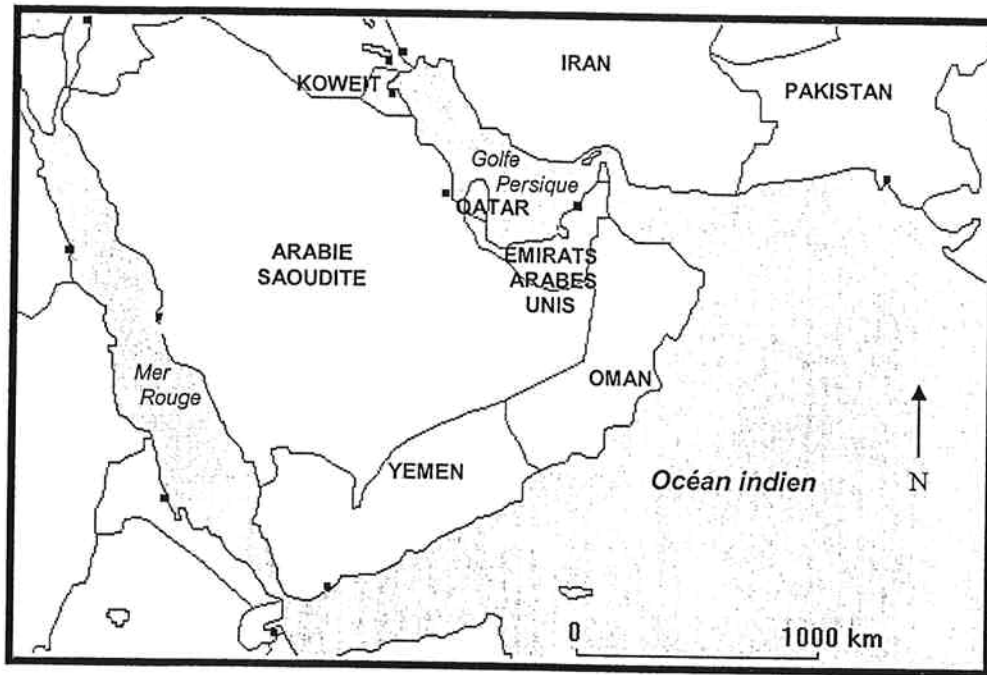 IRAN
KOWEIT
PAKISTAN
Golfe
Persique
QATAR
ARABIE
SAOUDITE
EMIRATS
ARABES
UNIS
Mer
Rouge
OMAN
YEMEN
Océan indien
N
0 1000 km